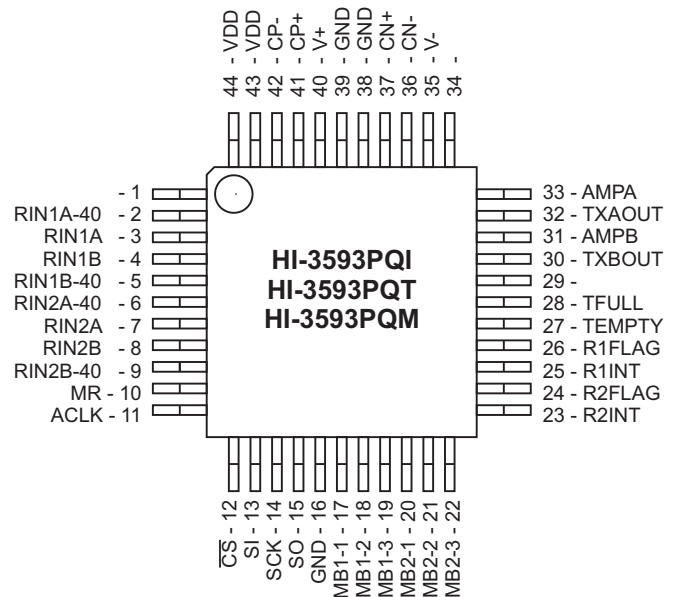 44 - VDD
43 - VDD
42 - CP-
41 - CP+
40 - V+
39 - GND
38 - GND
37 - CN+
36 - CN-
35 - V-
34 -
- 1
RIN1A-40 - 2
RIN1A - 3
RIN1B - 4
RIN1B-40 - 5
RIN2A-40 - 6
RIN2A - 7
RIN2B - 8
RIN2B-40 - 9
MR - 10
ACLK - 11
HI-3593PQI
HI-3593PQT
HI-3593PQM
33 - AMPA
32 - TXAOUT
31 - AMPB
30 - TXBOUT
29 -
28 - TFULL
27 - TEMPTY
26 - R1FLAG
25 - R1INT
24 - R2FLAG
23 - R2INT
C̅S̅ - 12
SI - 13
SCK - 14
SO - 15
GND - 16
MB1-1 - 17
MB1-2 - 18
MB1-3 - 19
MB2-1 - 20
MB2-2 - 21
MB2-3 - 22